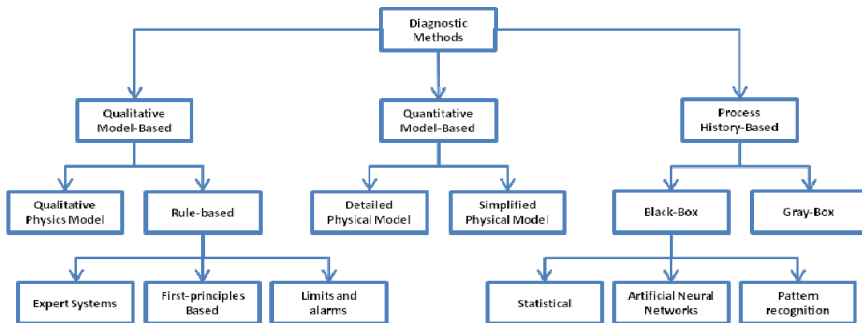 Diagnostic
Methods
Qualitative
Model-Based
Quantitative
Model-Based
Process
History-Based
Qualitative
Physics Model
Rule-based
Detailed
Physical Model
Simplified
Physical Model
Black-Box
Gray-Box
Expert Systems
First-principles
Based
Limits and
alarms
Statistical
Artificial Neural
Networks
Pattern
recognition